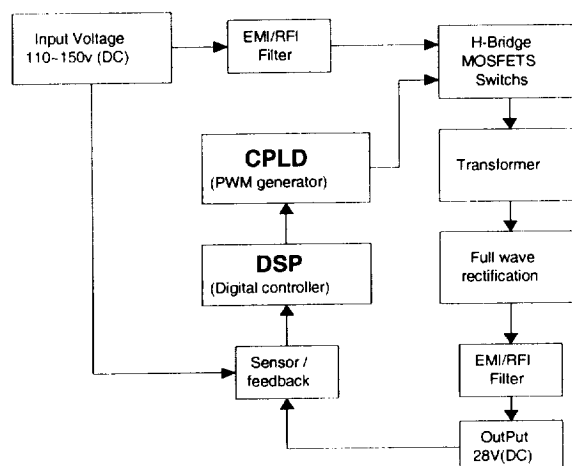 Input Voltage
110~150v (DC)
EMI/RFI
Filter
H-Bridge
MOSFETS
Switchs
CPLD
(PWM generator)
Transformer
DSP
(Digital controller)
Full wave
rectification
Sensor /
feedback
EMI/RFI
Filter
OutPut
28V(DC)